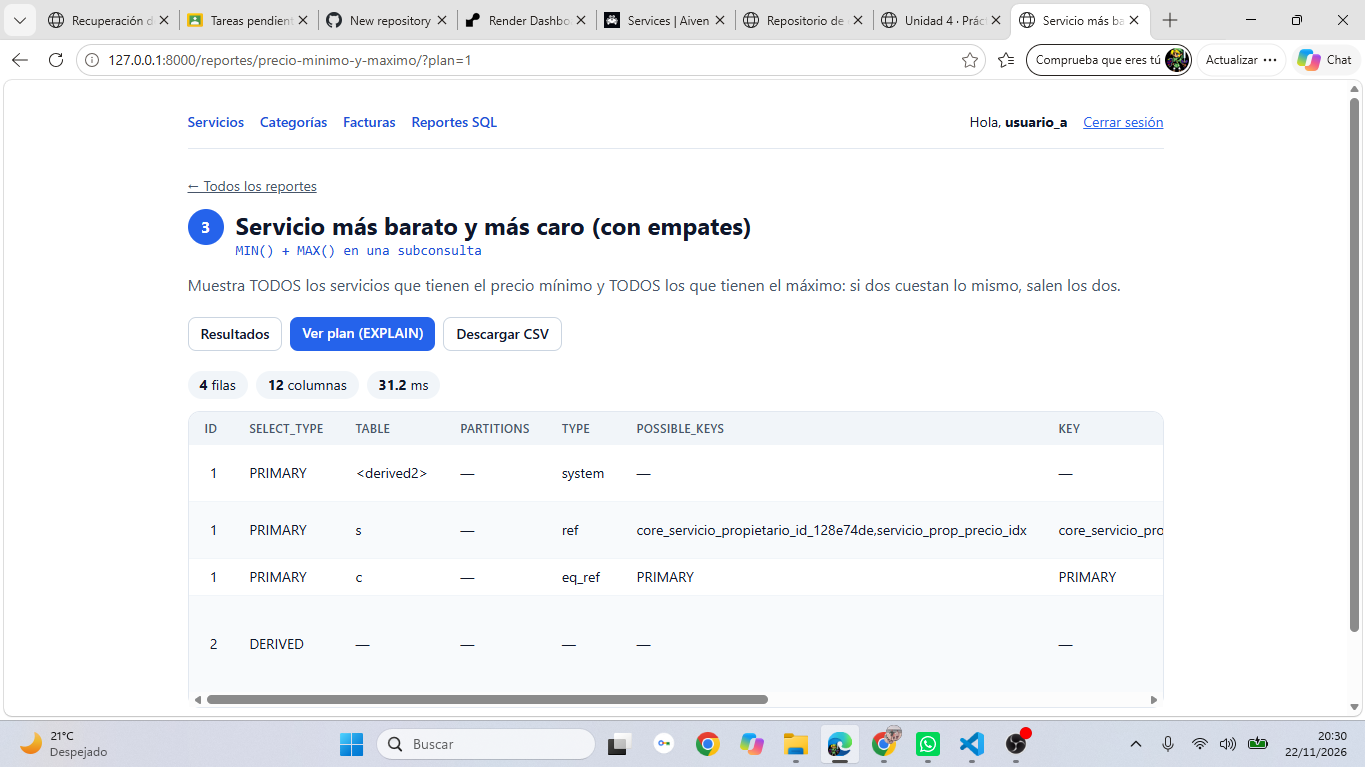 Recuperación d
Tareas pendient
New repository
Render Dashbo
Services | Aiven
Repositorio de
Unidad 4 · Prác
Servicio más ba
127.0.0.1:8000/reportes/precio-minimo-y-maximo/?plan=1
Comprueba que eres tú
Actualizar
Chat
Servicios Categorías Facturas Reportes SQL
Hola, usuario_a Cerrar sesión
← Todos los reportes
3 Servicio más barato y más caro (con empates)
MIN() + MAX() en una subconsulta
Muestra TODOS los servicios que tienen el precio mínimo y TODOS los que tienen el máximo: si dos cuestan lo mismo, salen los dos.
Resultados Ver plan (EXPLAIN) Descargar CSV
4 filas 12 columnas 31.2 ms
ID SELECT_TYPE TABLE PARTITIONS TYPE POSSIBLE_KEYS KEY
1 PRIMARY <derived2> — system — —
1 PRIMARY s — ref core_servicio_propietario_id_128e74de,servicio_prop_precio_idx core_servicio_pro
1 PRIMARY c — eq_ref PRIMARY PRIMARY
2 DERIVED — — — — —
21°C
Despejado
Buscar
20:30
22/11/2026